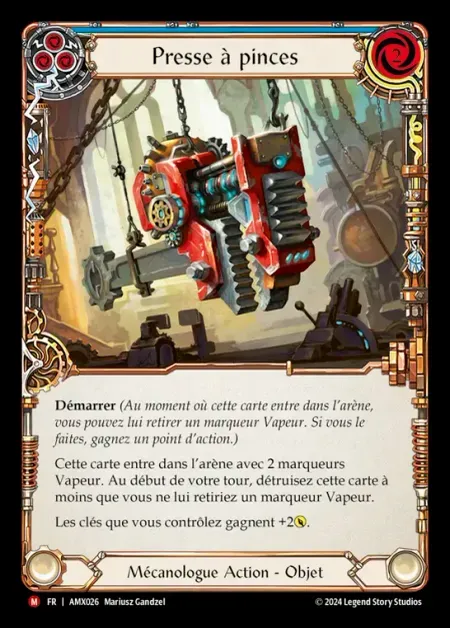 Presse à pinces
2
Démarrer (Au moment où cette carte entre dans l'arène,
vous pouvez lui retirer un marqueur Vapeur. Si vous le
faites, gagnez un point d'action.)
Cette carte entre dans l'arène avec 2 marqueurs
Vapeur. Au début de votre tour, détruisez cette carte à
moins que vous ne lui retiriez un marqueur Vapeur.
Les clés que vous contrôlez gagnent +2.
Mécanologue Action - Objet
M FR | AMX026 Mariusz Gandzel © 2024 Legend Story Studios